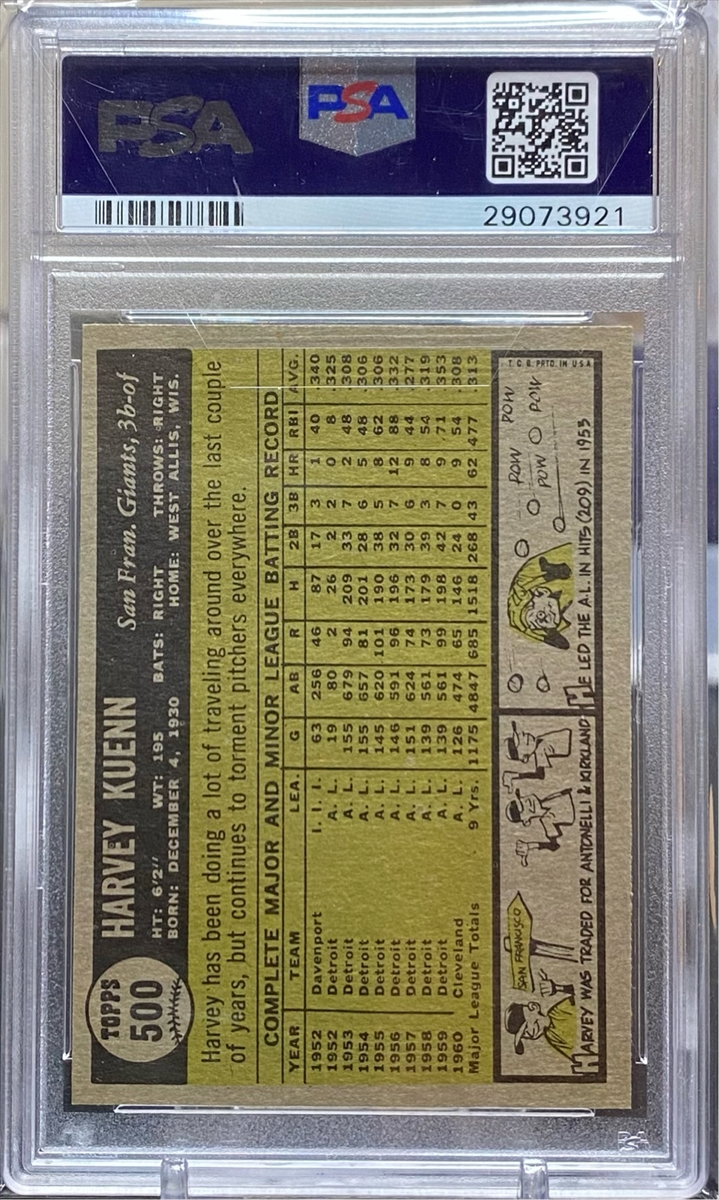 PSA
PSA
29073921
TOPPS
500
HARVEY KUENN San Fran. Giants, 3b-of
HT: 6'2" WT: 195 BATS: RIGHT THROWS: RIGHT
BORN: DECEMBER 4, 1930 HOME: WEST ALLIS, WIS.
Harvey has been doing a lot of traveling around over the last couple
of years, but continues to torment pitchers everywhere.
COMPLETE MAJOR AND MINOR LEAGUE BATTING RECORD
YEAR TEAM LEA. G AB R H 2B 3B HR RBI AVG.
1952 Davenport I. I. I. 63 256 46 87 17 3 1 40 .340
1952 Detroit A. L. 19 80 2 26 2 2 0 8 .325
1953 Detroit A. L. 155 679 94 209 33 7 2 48 .308
1954 Detroit A. L. 155 657 81 201 28 6 5 48 .306
1955 Detroit A. L. 145 620 101 190 38 5 8 62 .306
1956 Detroit A. L. 146 591 96 196 32 7 12 88 .332
1957 Detroit A. L. 151 624 74 173 30 6 9 44 .277
1958 Detroit A. L. 139 561 73 179 39 3 8 54 .319
1959 Detroit A. L. 139 561 99 198 42 7 9 71 .353
1960 Cleveland A. L. 126 474 65 146 24 0 9 54 .308
Major League Totals 9 Yrs. 1175 4847 685 1518 268 43 62 477 .313
SAN FRANCISCO
HARVEY WAS TRADED FOR ANTONELLI & KIRKLAND
POW POW
POW POW
HE LED THE A.L. IN HITS (209) IN 1953
T.C.G. PRTD. IN USA
PSA